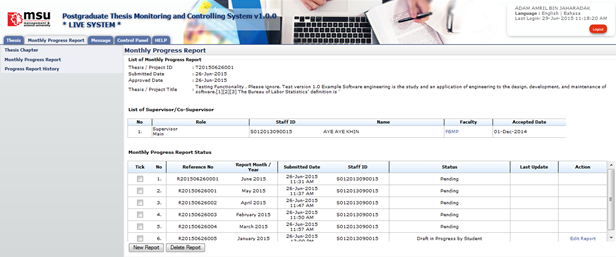 msu
Postgraduate Thesis Monitoring and Controlling System v1.0.0
* LIVE SYSTEM *
ADAM AMRIL BIN JAHARADAK
Language : English | Bahasa
Last Login: 29-Jun-2015 11:18:20 AM
Logout
Thesis Monthly Progress Report Message Control Panel HELP
Thesis Chapter
Monthly Progress Report
Progress Report History
Monthly Progress Report
List of Monthly Progress Report
Thesis / Project ID : T201506260001
Submitted Date : 26-Jun-2015
Approved Date : 26-Jun-2015
Thesis / Project Title : Testing Functionality . Please ignore. Test version 1.0 Example Software engineering is the study and an application of engineering to the design, development, and maintenance of
software.[1][2][3] The Bureau of Labor Statistics' definition is "
List of Supervisor/Co-Supervisor
No Role Staff ID Name Faculty Accepted Date
1. Supervisor Main S012013090015 AYE AYE KHIN FBMP 01-Dec-2014
Monthly Progress Report Status
Tick No Reference No Report Month / Year Submitted Date Staff ID Status Last Update Action
1. R201506260001 June 2015 26-Jun-2015 11:31 AM S012013090015 Pending
2. R20150626001 May 2015 26-Jun-2015 11:37 AM S012013090015 Pending
3. R201506260002 April 2015 26-Jun-2015 11:47 AM S012013090015 Pending
4. R201506260003 February 2015 26-Jun-2015 11:50 AM S012013090015 Pending
5. R201506260004 March 2015 26-Jun-2015 11:57 AM S012013090015 Pending
6. R201506260005 January 2015 26-Jun-2015 S012013090015 Draft in Progress by Student Edit Report
New Report Delete Report